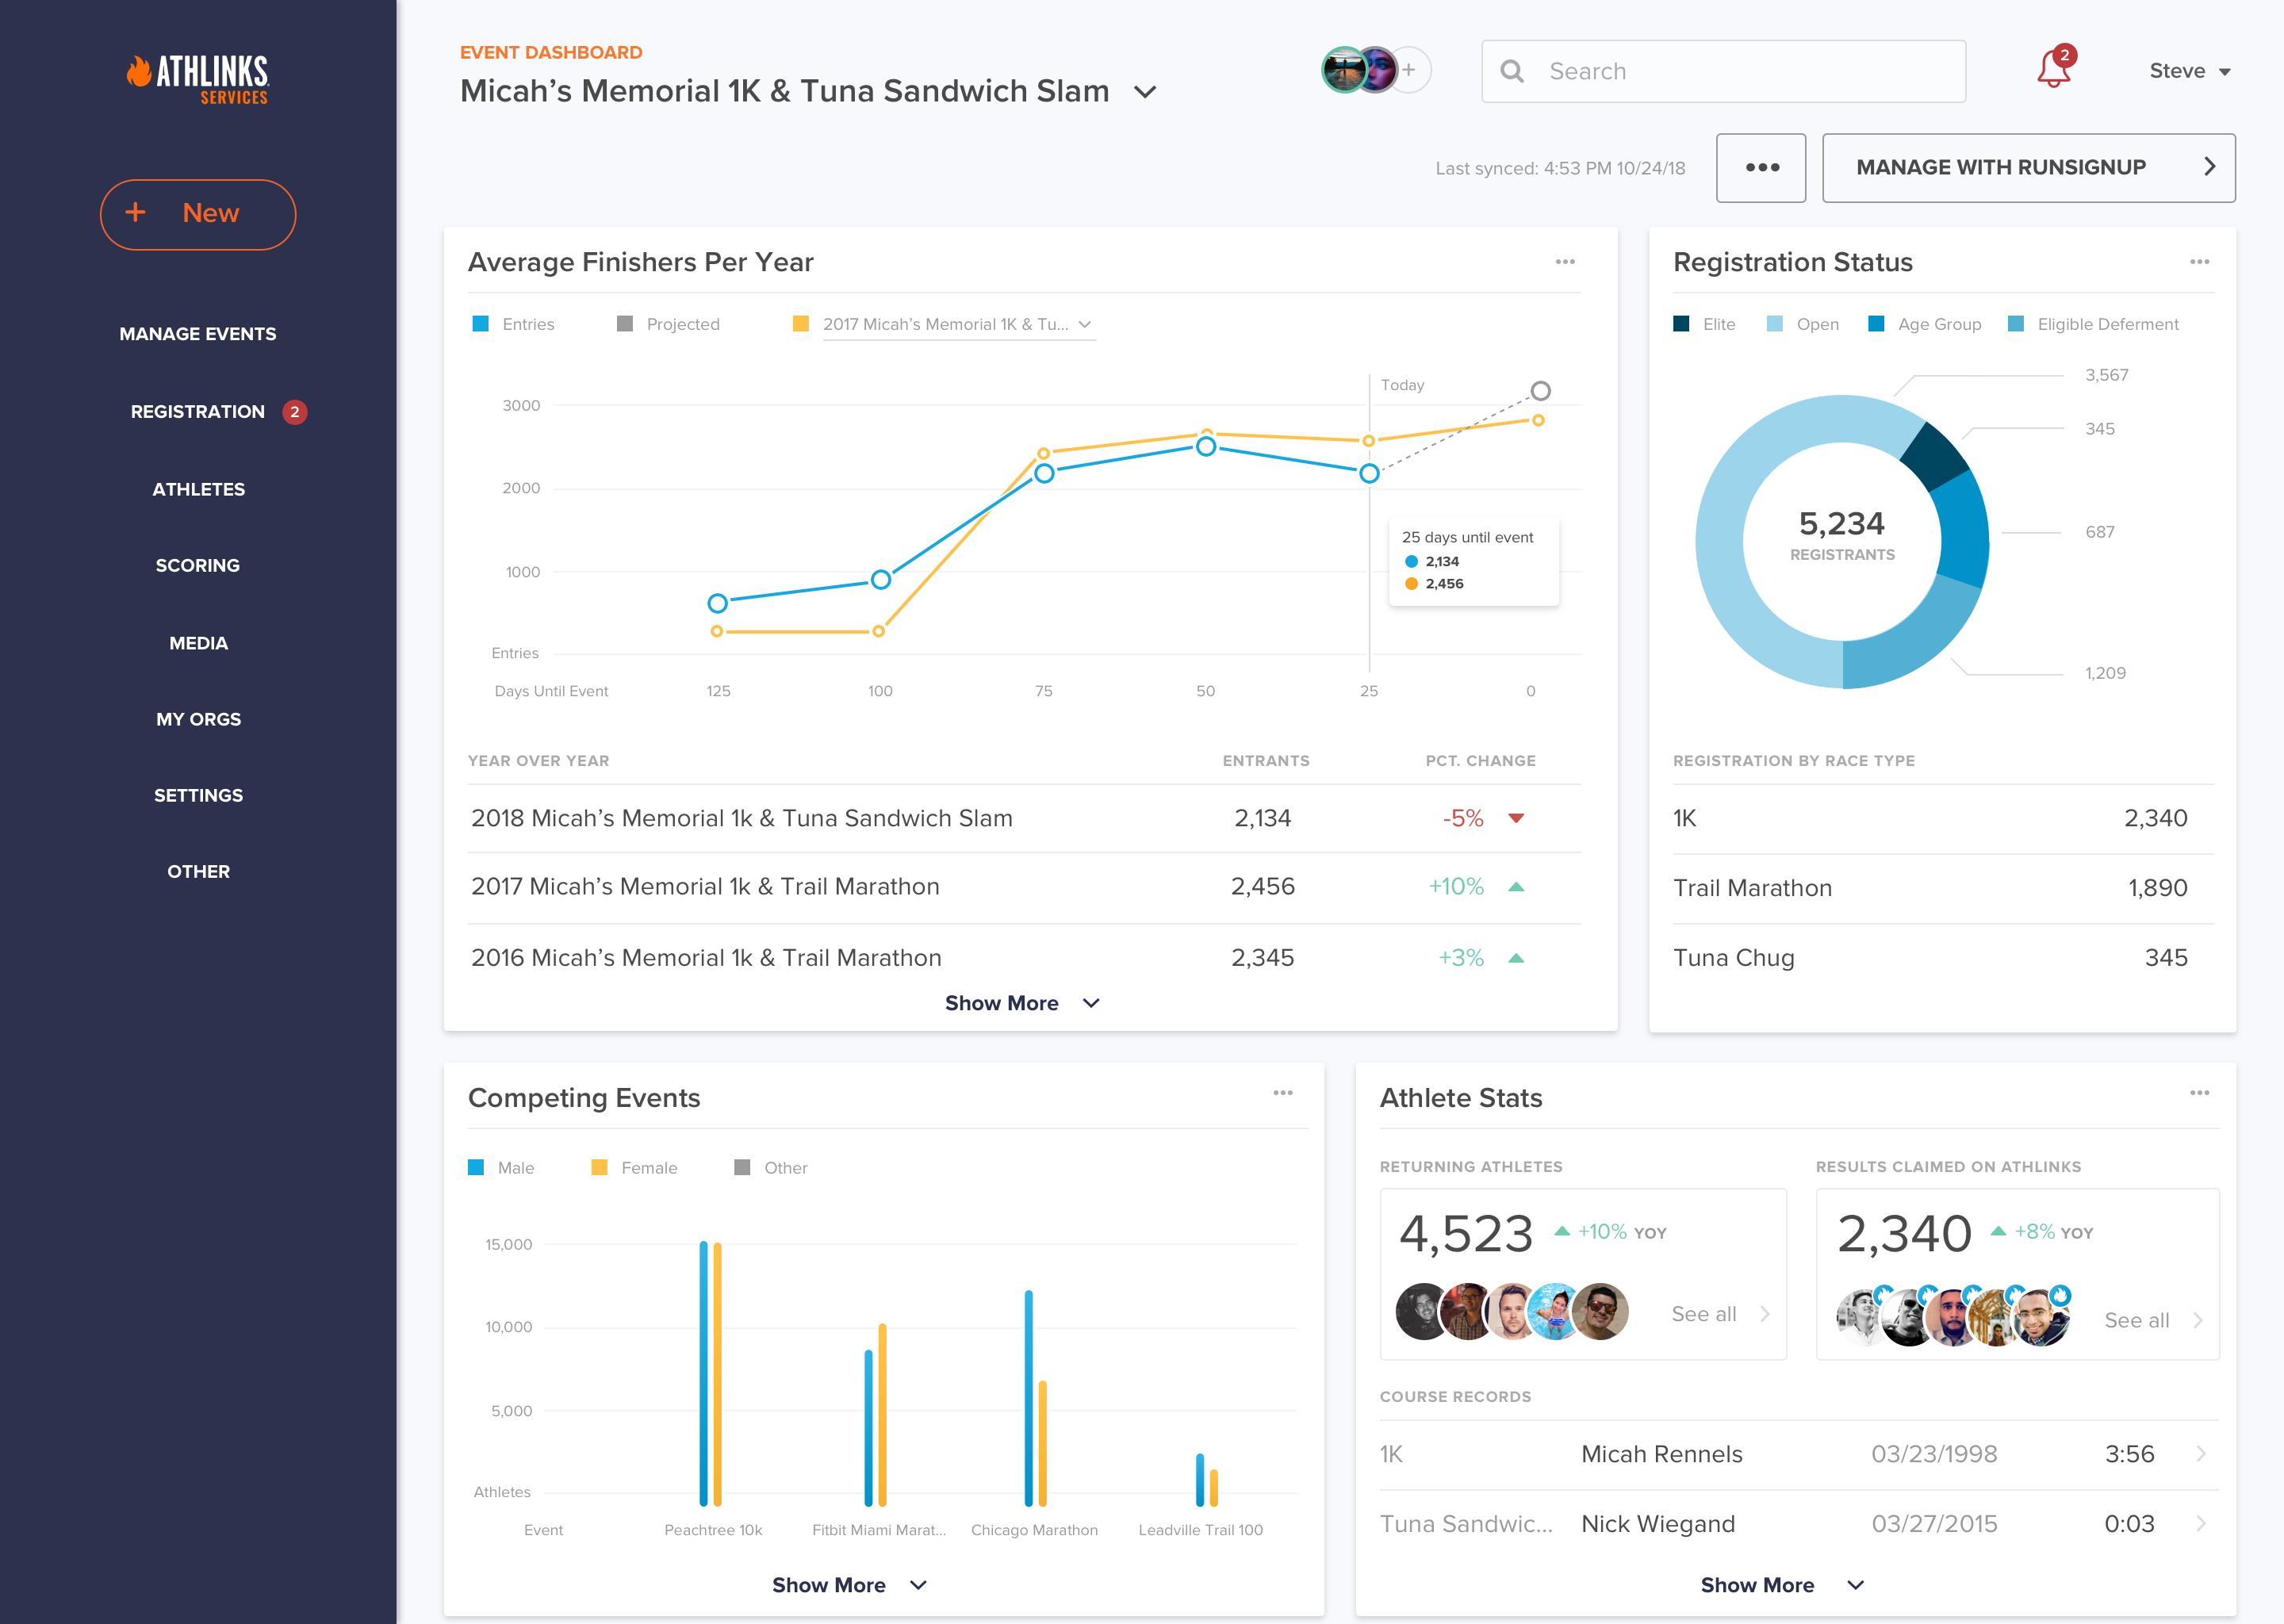 ATHLINKS
SERVICES
+ New
MANAGE EVENTS
REGISTRATION 2
ATHLETES
SCORING
MEDIA
MY ORGS
SETTINGS
OTHER
EVENT DASHBOARD
Micah’s Memorial 1K & Tuna Sandwich Slam
+
Search
2
Steve
Last synced: 4:53 PM 10/24/18
•••
MANAGE WITH RUNSIGNUP
Average Finishers Per Year
Entries Projected 2017 Micah’s Memorial 1K & Tu...
Today
3000
2000
1000
Entries
25 days until event
2,134
2,456
Days Until Event 125 100 75 50 25 0
YEAR OVER YEAR ENTRANTS PCT. CHANGE
2018 Micah’s Memorial 1k & Tuna Sandwich Slam 2,134 -5%
2017 Micah’s Memorial 1k & Trail Marathon 2,456 +10%
2016 Micah’s Memorial 1k & Trail Marathon 2,345 +3%
Show More
Registration Status
Elite Open Age Group Eligible Deferment
3,567
345
687
1,209
5,234
REGISTRANTS
REGISTRATION BY RACE TYPE
1K 2,340
Trail Marathon 1,890
Tuna Chug 345
Competing Events
Male Female Other
15,000
10,000
5,000
Athletes
Event Peachtree 10k Fitbit Miami Marat... Chicago Marathon Leadville Trail 100
Show More
Athlete Stats
RETURNING ATHLETES
4,523 +10% YOY
See all
RESULTS CLAIMED ON ATHLINKS
2,340 +8% YOY
See all
COURSE RECORDS
1K Micah Rennels 03/23/1998 3:56
Tuna Sandwic... Nick Wiegand 03/27/2015 0:03
Show More